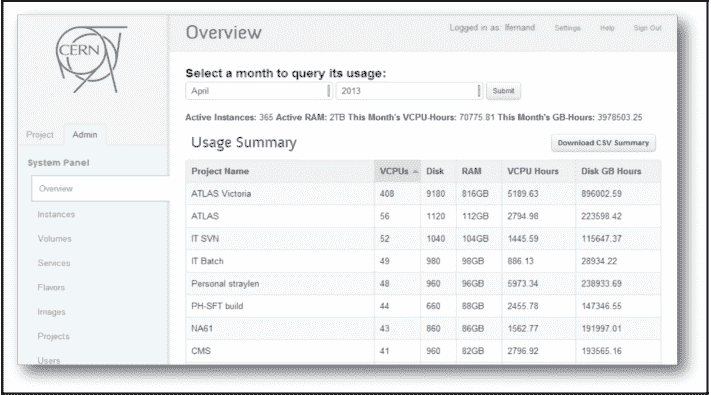 CERN
Overview
Logged in as: lfernand Settings Help Sign Out
Select a month to query its usage:
April 2013 Submit
Active Instances: 365 Active RAM: 2TB This Month's VCPU-Hours: 70775.81 This Month's GB-Hours: 3978503.25
Project Admin
Usage Summary Download CSV Summary
System Panel
Project Name VCPUs Disk RAM VCPU Hours Disk GB Hours
Overview
ATLAS Victoria 408 9180 816GB 5189.63 896002.59
Instances
ATLAS 56 1120 112GB 2794.98 223598.42
Volumes
IT SVN 52 1040 104GB 1445.59 115647.37
Services
IT Batch 49 980 98GB 886.13 28934.22
Flavors
Personal straylen 48 960 96GB 5973.34 238933.69
Images
PH-SFT build 44 660 88GB 2455.78 147346.55
Projects
NA61 43 860 86GB 1562.77 191997.01
Users
CMS 41 960 82GB 2796.92 193565.16